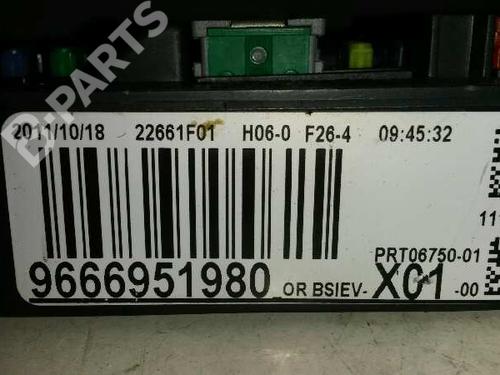 B-PARTS
2011/10/18 22661F01 H06-0 F26-4 09:45:32
11
PRT06750-01
9666951980 OR BSIEV- XC1 -00